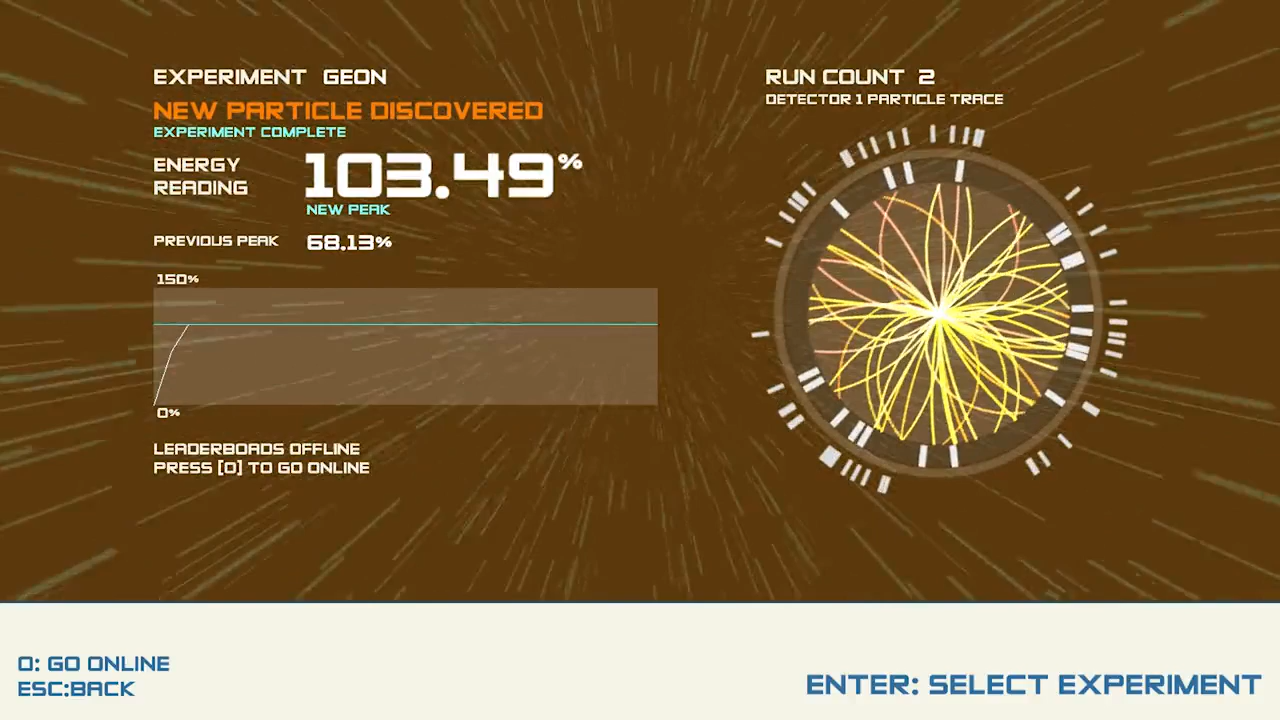 EXPERIMENT GEON
NEW PARTICLE DISCOVERED
EXPERIMENT COMPLETE
ENERGY READING 103.49%
NEW PEAK
PREVIOUS PEAK 68.13%
150%
0%
LEADERBOADS OFFLINE
PRESS [O] TO GO ONLINE
RUN COUNT 2
DETECTOR 1 PARTICLE TRACE
O: GO ONLINE
ESC:BACK
ENTER: SELECT EXPERIMENT